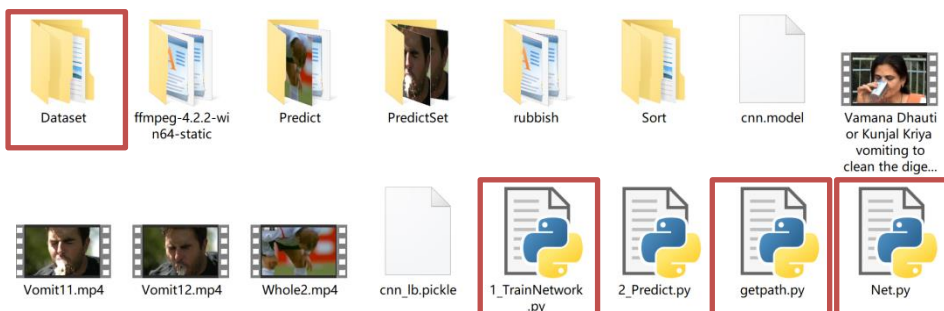 Dataset
ffmpeg-4.2.2-wi
n64-static
Predict
PredictSet
rubbish
Sort
cnn.model
Vamana Dhauti
or Kunjal Kriya
vomiting to
clean the dige...
Vomit11.mp4
Vomit12.mp4
Whole2.mp4
cnn_lb.pickle
1_TrainNetwork
.py
2_Predict.py
getpath.py
Net.py